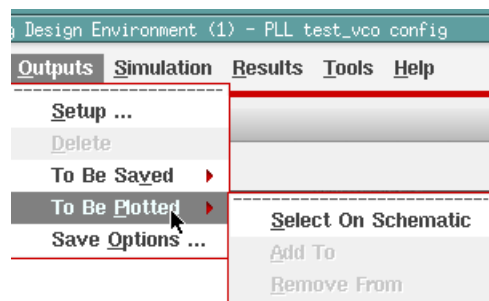 Design Environment (1) - PLL test_vco config
Outputs Simulation Results Tools Help
Setup ...
Delete
To Be Saved
To Be Plotted
Save Options ...
Select On Schematic
Add To
Remove From